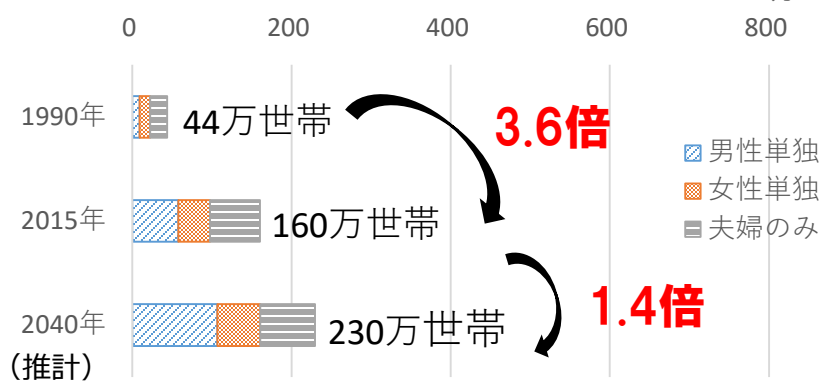 0 200 400 600 800
1990年 44万世帯 3.6倍
男性単独
女性単独
夫婦のみ
2015年 160万世帯
1.4倍
2040年 230万世帯
(推計)